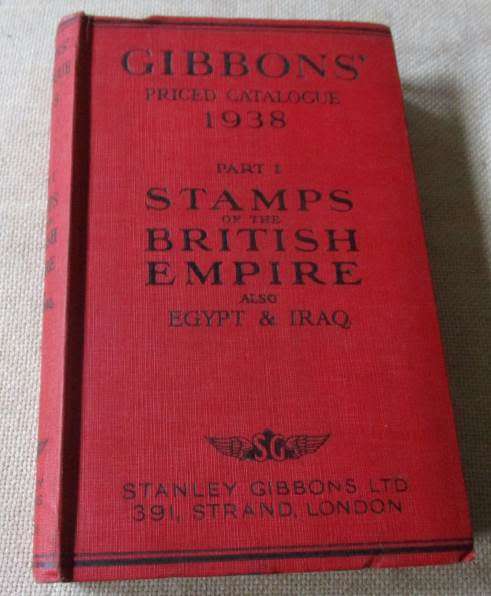 GIBBONS'
PRICED CATALOGUE
1938
PART I
STAMPS
OF THE
BRITISH
EMPIRE
ALSO
EGYPT & IRAQ
SG
STANLEY GIBBONS LTD
391, STRAND, LONDON